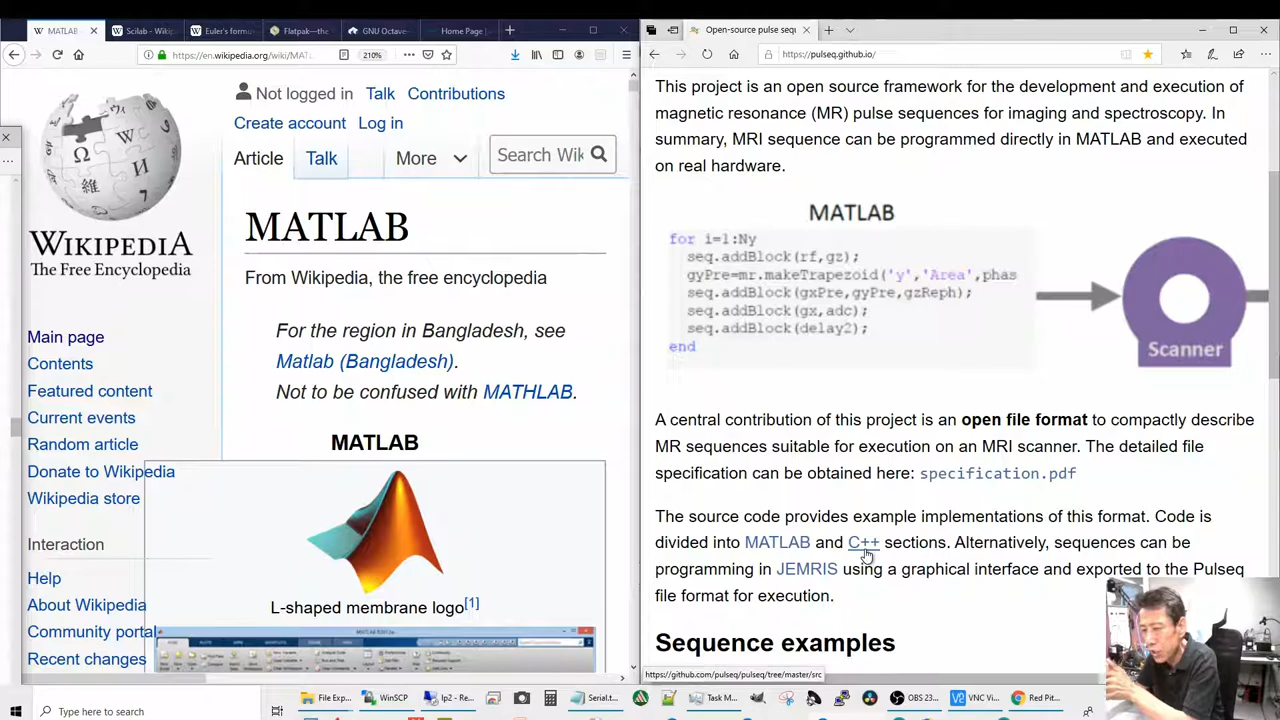 MATLAB
Scilab - Wikip
Euler's formu
Flatpak—the
GNU Octave
Home Page |
Open-source pulse sequ
https://en.wikipedia.org/wiki/MAT
210%
https://pulseq.github.io/
WIKIPEDIA
The Free Encyclopedia
Main page
Contents
Featured content
Current events
Random article
Donate to Wikipedia
Wikipedia store
Interaction
Help
About Wikipedia
Community porta
Recent changes
Not logged in Talk Contributions
Create account Log in
Article Talk More Search Wik
MATLAB
From Wikipedia, the free encyclopedia
For the region in Bangladesh, see
Matlab (Bangladesh).
Not to be confused with MATHLAB.
MATLAB
L-shaped membrane logo[1]
This project is an open source framework for the development and execution of
magnetic resonance (MR) pulse sequences for imaging and spectroscopy. In
summary, MRI sequence can be programmed directly in MATLAB and executed
on real hardware.
MATLAB
for i=1:Ny
seq.addBlock(rf,gz);
gyPre=mr.makeTrapezoid('y','Area',phas
seq.addBlock(gxPre,gyPre,gzReph);
seq.addBlock(gx,adc);
seq.addBlock(delay2);
end
Scanner
A central contribution of this project is an open file format to compactly describe
MR sequences suitable for execution on an MRI scanner. The detailed file
specification can be obtained here: specification.pdf
The source code provides example implementations of this format. Code is
divided into MATLAB and C++ sections. Alternatively, sequences can be
programming in JEMRIS using a graphical interface and exported to the Pulseq
file format for execution.
Sequence examples
https://github.com/pulseq/pulseq/tree/master/src
Type here to search
File Exp...
WinSCP
lp2 - Re...
Serial.t...
Task M...
OBS 23...
VNC Vi...
Red Pit...